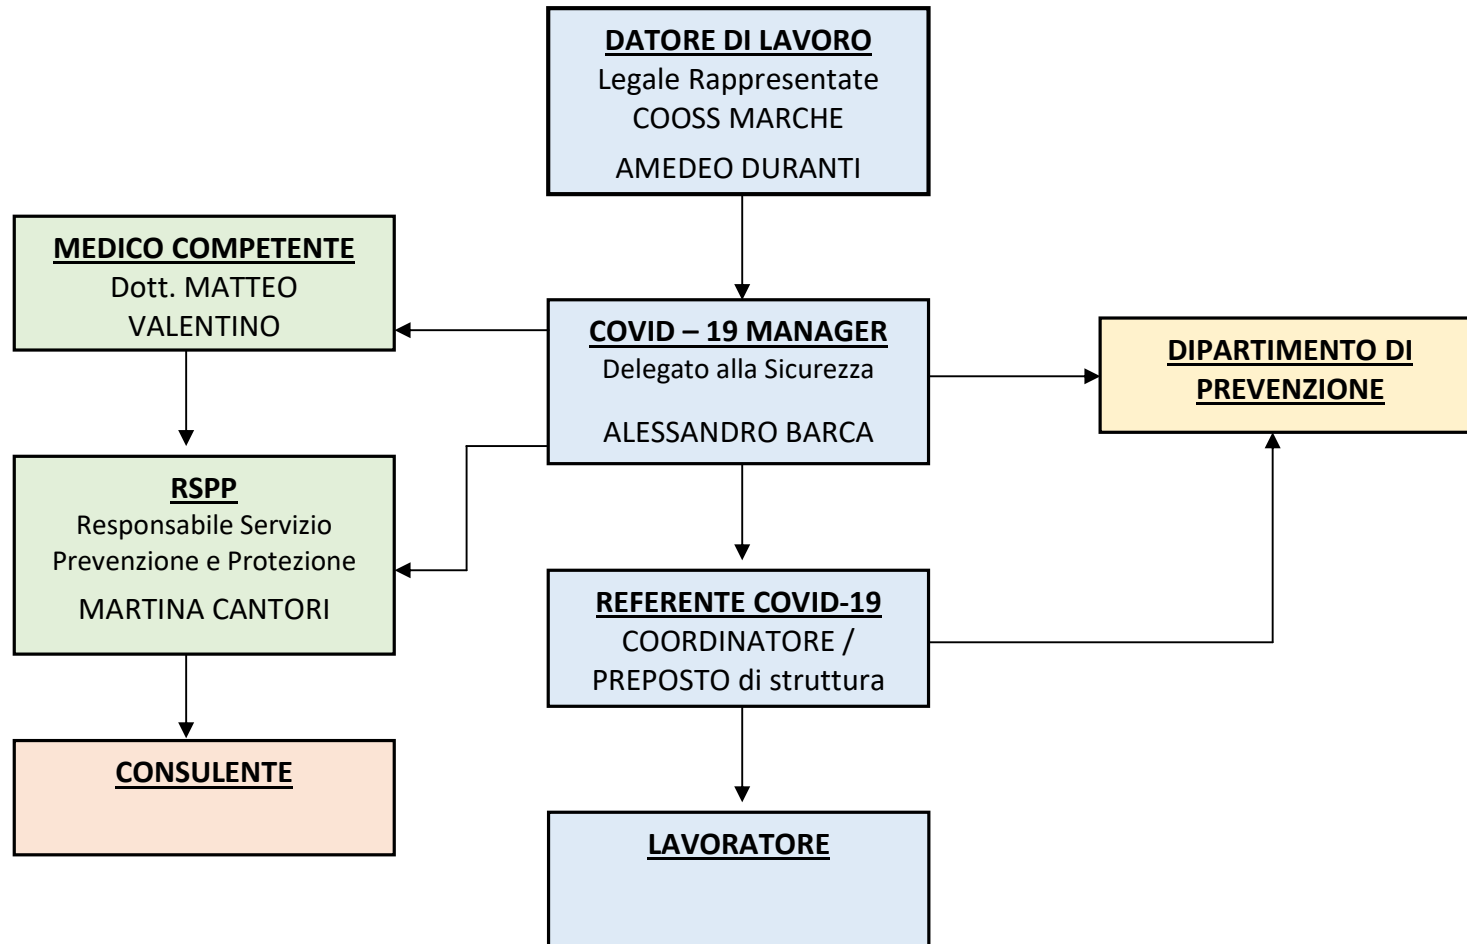 DATORE DI LAVORO
Legale Rappresentate
COOSS MARCHE
AMEDEO DURANTI
MEDICO COMPETENTE
Dott. MATTEO
VALENTINO
COVID – 19 MANAGER
Delegato alla Sicurezza
ALESSANDRO BARCA
DIPARTIMENTO DI
PREVENZIONE
RSPP
Responsabile Servizio
Prevenzione e Protezione
MARTINA CANTORI
REFERENTE COVID-19
COORDINATORE /
PREPOSTO di struttura
CONSULENTE
LAVORATORE